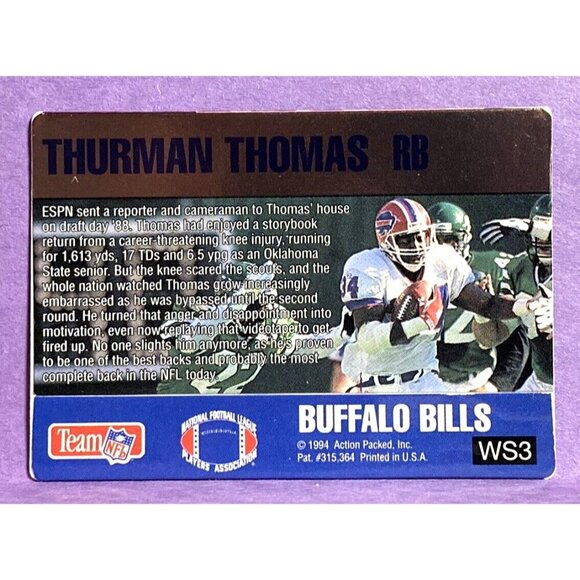 THURMAN THOMAS RB
ESPN sent a reporter and cameraman to Thomas' house
on draft day '88. Thomas had enjoyed a storybook
return from a career-threatening knee injury, running
for 1,613 yds, 17 TDs and 6.5 ypg as an Oklahoma
State senior. But the knee scared the scouts, and the
whole nation watched Thomas grow increasingly
embarrassed as he was bypassed until the second
round. He turned that anger and disappointment into
motivation, even now replaying that videotape to get
fired up. No one slights him anymore, as he's proven
to be one of the best backs and probably the most
complete back in the NFL today.
34
Team NFL
NATIONAL FOOTBALL LEAGUE
PLAYERS ASSOCIATION
BUFFALO BILLS
© 1994 Action Packed, Inc.
Pat. #315,364 Printed in U.S.A.
WS3